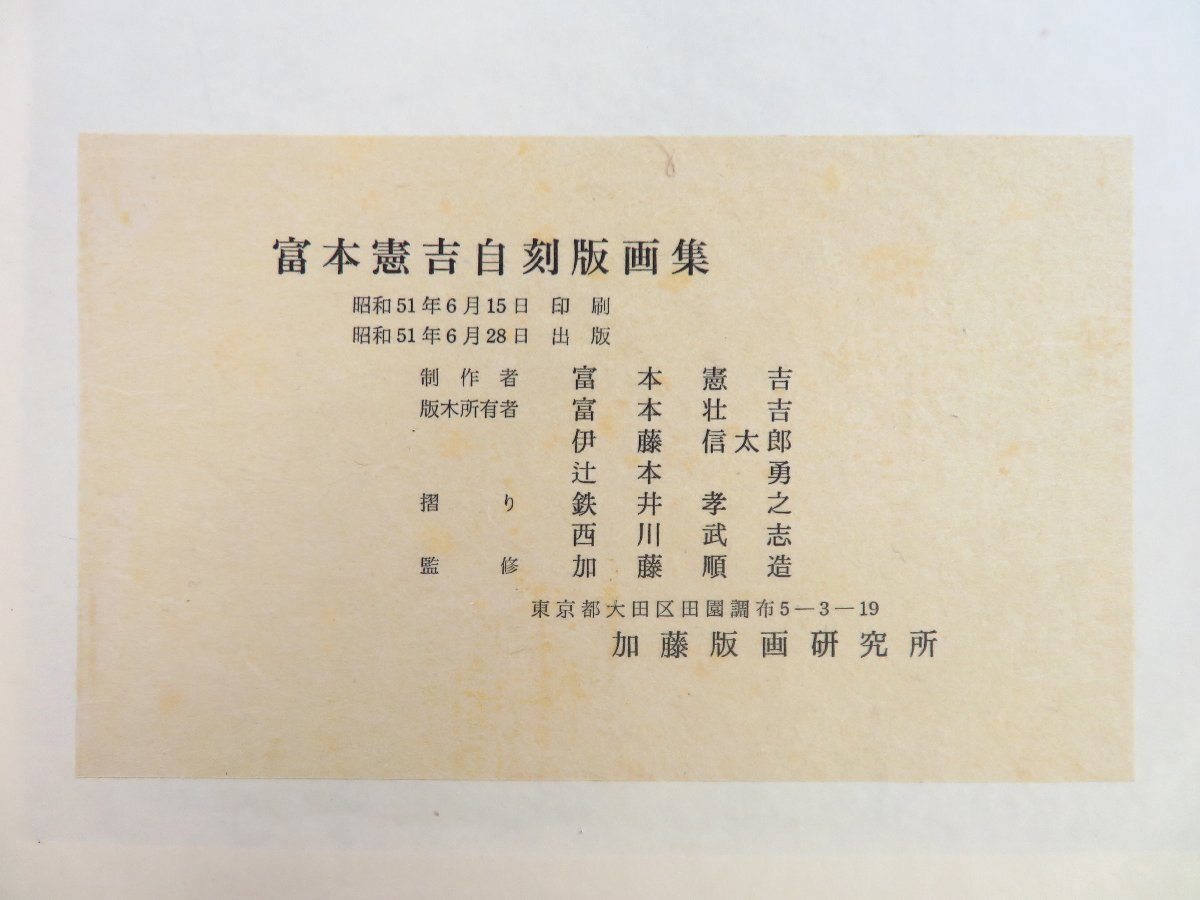 富本憲吉自刻版画集
昭和51年6月15日 印刷
昭和51年6月28日 出版
制作者 富本憲吉
版木所有者 富本壮吉
伊藤信太郎
辻本勇
摺り 鉄井孝之
西川武志
監修 加藤順造
東京都大田区田園調布5―3―19
加藤版画研究所